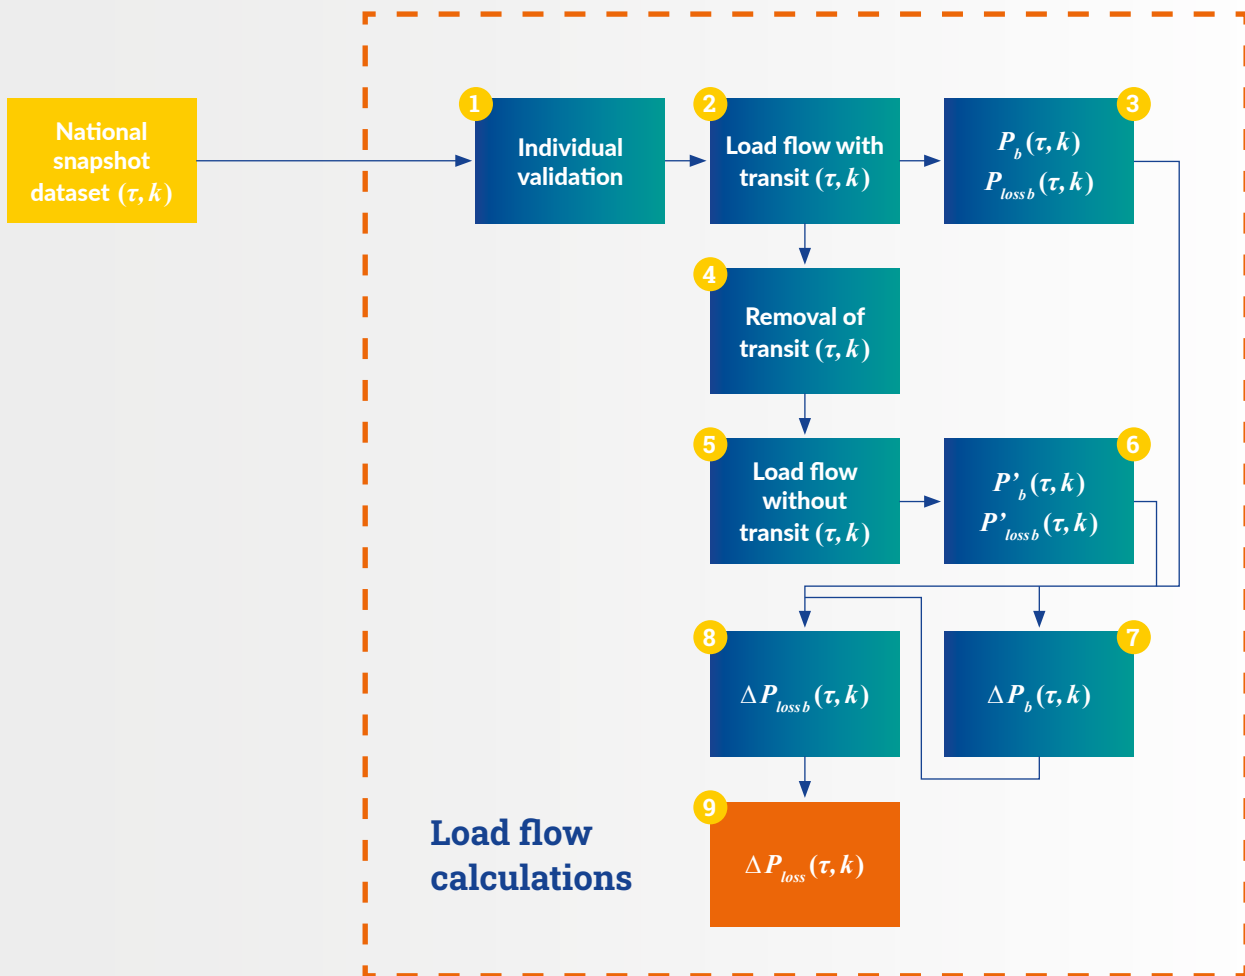 National
snapshot
dataset (τ, k)
1
Individual
validation
2
Load flow with
transit (τ, k)
3
P_b (τ, k)
P_loss b (τ, k)
4
Removal of
transit (τ, k)
5
Load flow
without
transit (τ, k)
6
P’_b (τ, k)
P’_loss b (τ, k)
8
ΔP_loss b (τ, k)
7
ΔP_b (τ, k)
9
ΔP_loss (τ, k)
Load flow
calculations